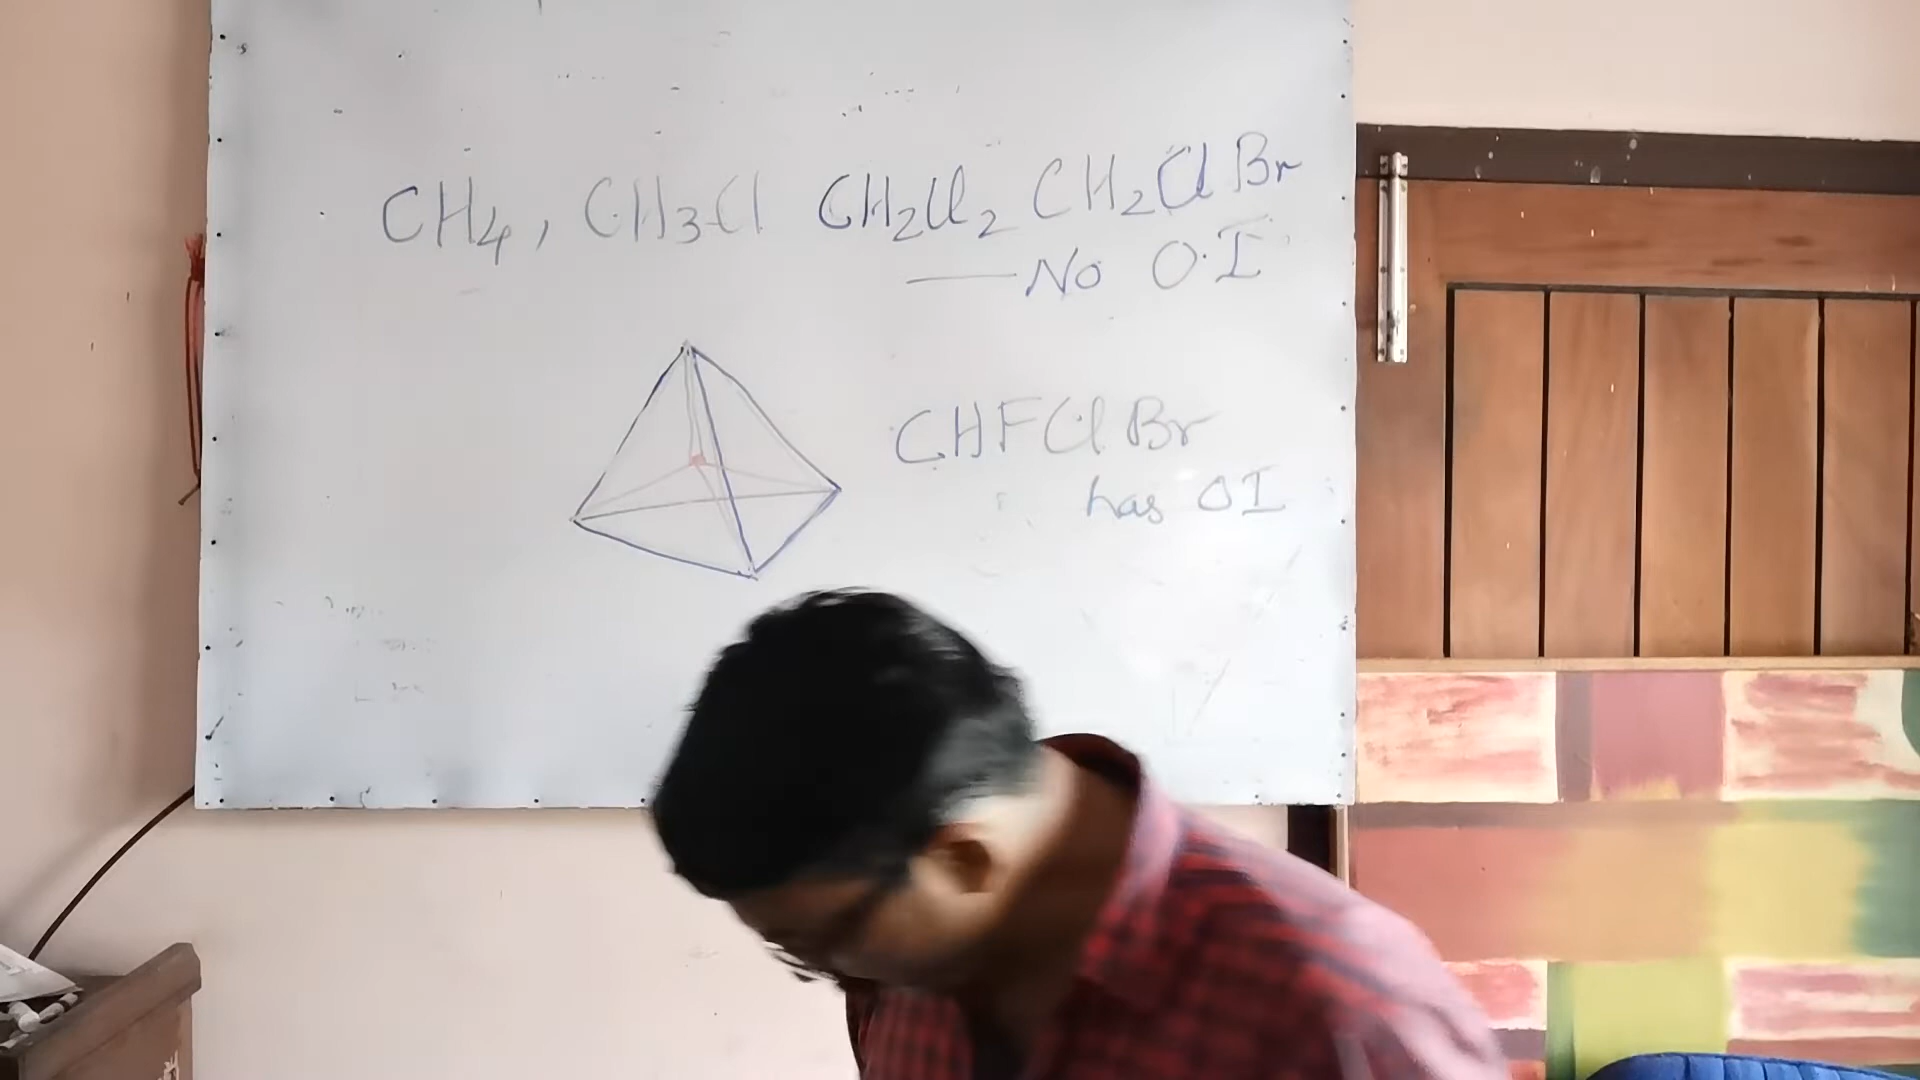 CH₄, CH₃Cl CH₂Cl₂ CH₂ClBr
— No O.I
CHFClBr
has OI